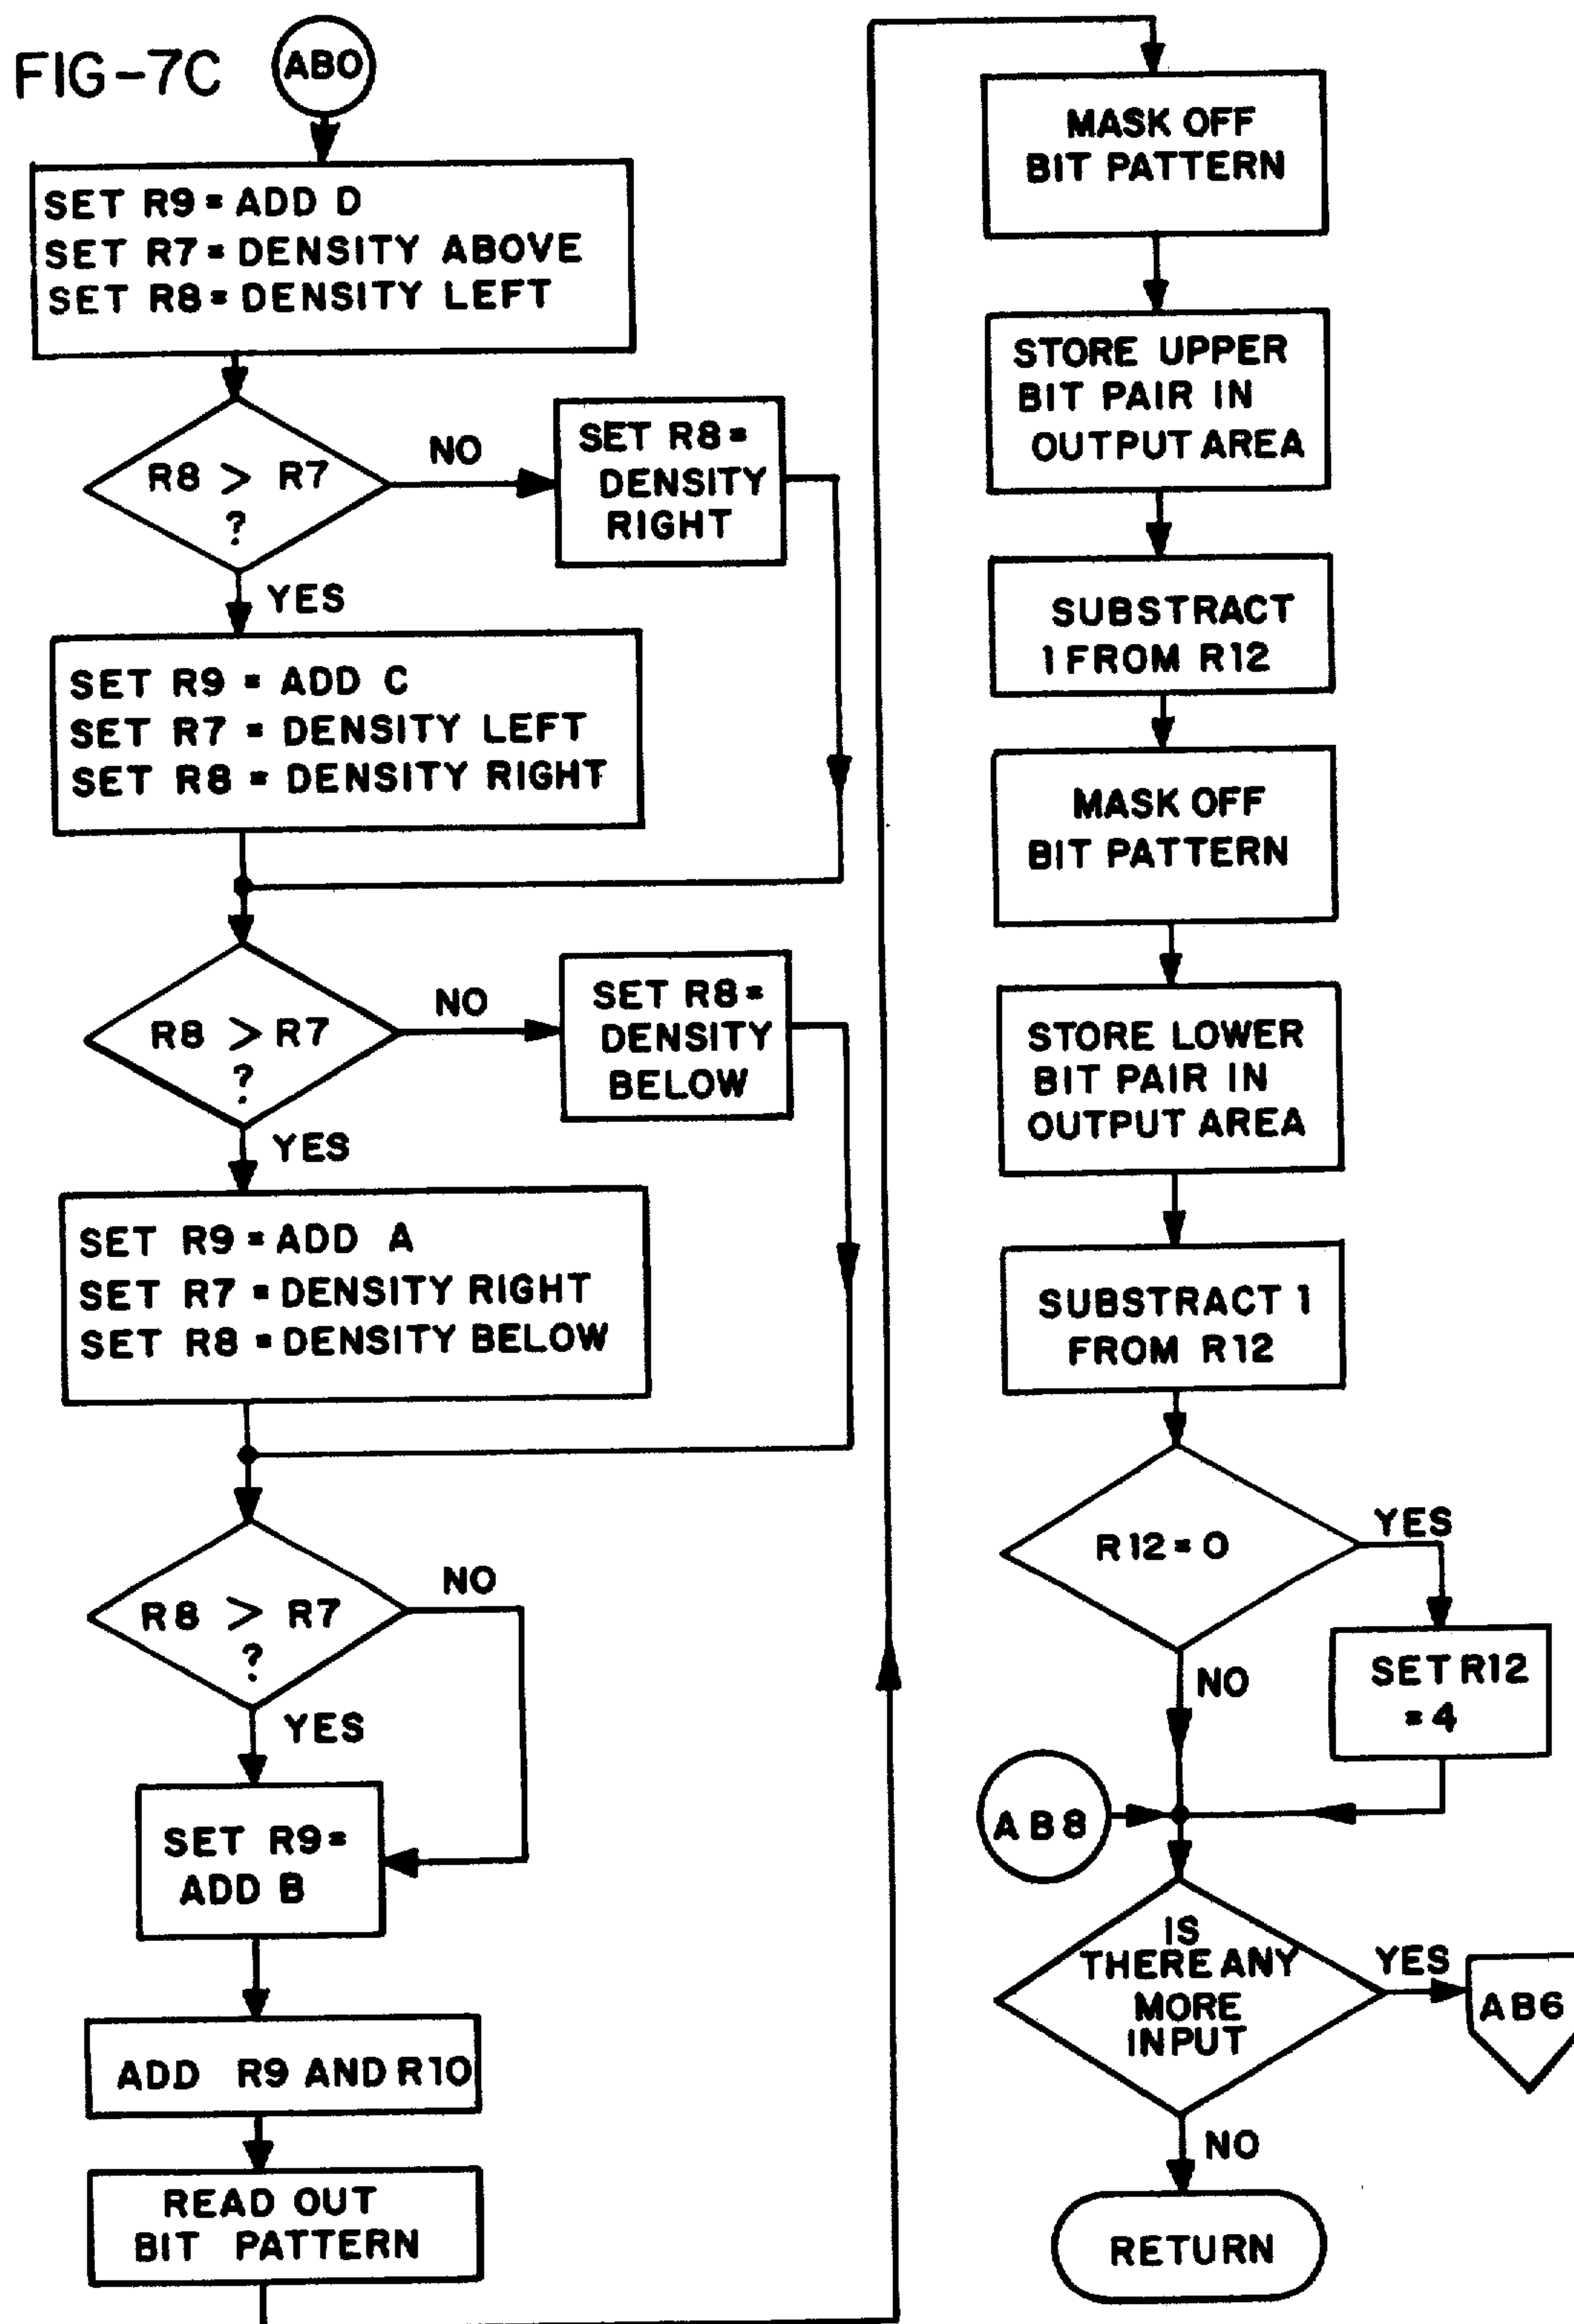 FIG-7C
ABO
SET R9 = ADD D
SET R7 = DENSITY ABOVE
SET R8 = DENSITY LEFT
R8 > R7
?
NO
SET R8 =
DENSITY
RIGHT
YES
SET R9 = ADD C
SET R7 = DENSITY LEFT
SET R8 = DENSITY RIGHT
R8 > R7
?
NO
SET R8 =
DENSITY
BELOW
YES
SET R9 = ADD A
SET R7 = DENSITY RIGHT
SET R8 = DENSITY BELOW
R8 > R7
?
NO
YES
SET R9 =
ADD B
ADD R9 AND R10
READ OUT
BIT PATTERN
MASK OFF
BIT PATTERN
STORE UPPER
BIT PAIR IN
OUTPUT AREA
SUBSTRACT
1 FROM R12
MASK OFF
BIT PATTERN
STORE LOWER
BIT PAIR IN
OUTPUT AREA
SUBSTRACT 1
FROM R12
R12 = 0
YES
SET R12
= 4
NO
AB8
IS
THERE ANY
MORE
INPUT
YES
AB6
NO
RETURN